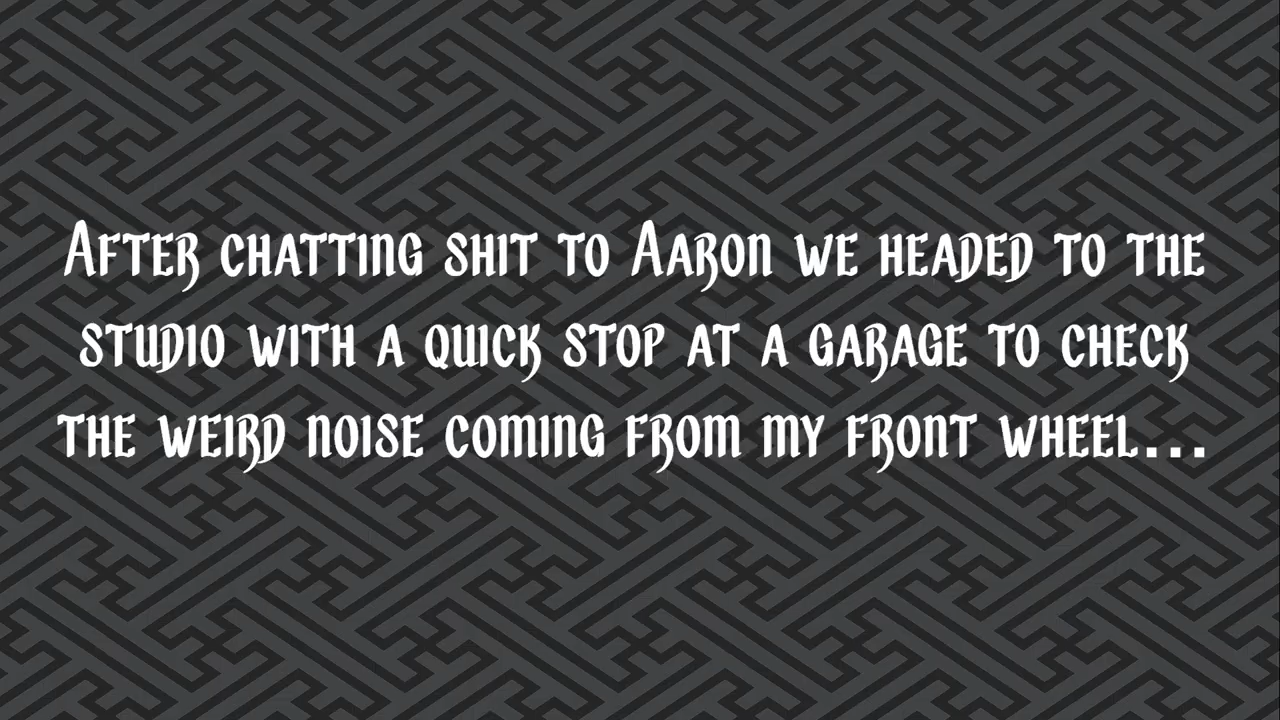 After chatting shit to Aaron we headed to the
studio with a quick stop at a garage to check
the weird noise coming from my front wheel...